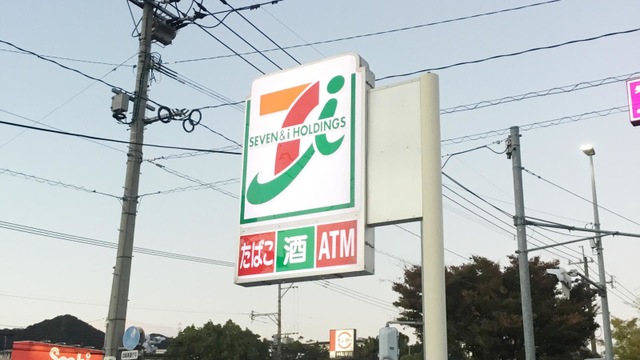 SEVEN & i HOLDINGS
たばこ 酒 ATM